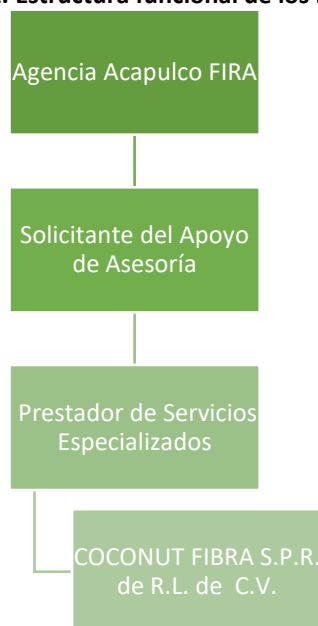 . Estructura funcional de los
Agencia Acapulco FIRA
Solicitante del Apoyo
de Asesoría
Prestador de Servicios
Especializados
COCONUT FIBRA S.P.R.
de R.L. de C.V.